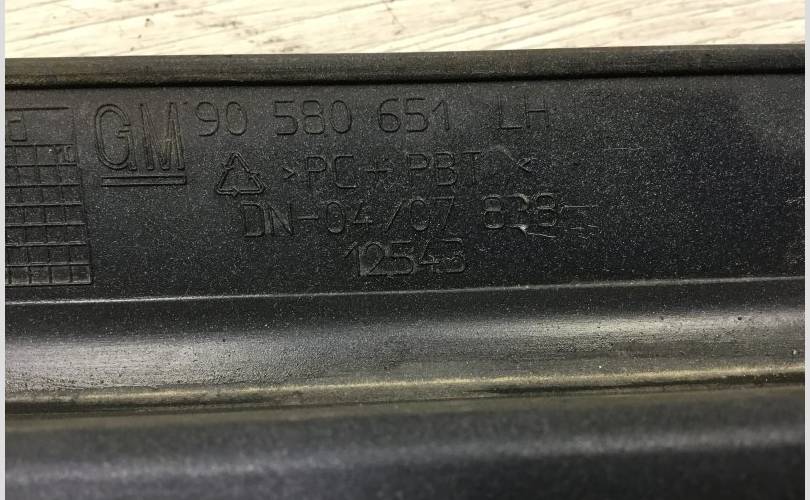 GM 90 580 651 LH
>PC+PBT<
DN-04/07 838
12543